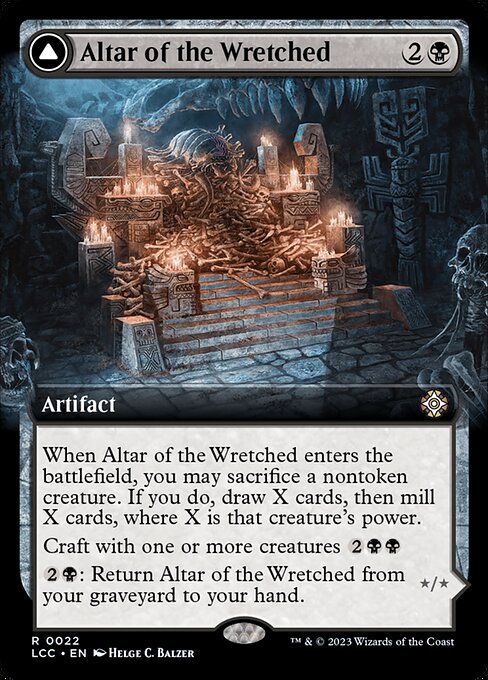 Altar of the Wretched 2
Artifact
When Altar of the Wretched enters the
battlefield, you may sacrifice a nontoken
creature. If you do, draw X cards, then mill
X cards, where X is that creature's power.
Craft with one or more creatures 2
2: Return Altar of the Wretched from
your graveyard to your hand.
*/*
R 0022
LCC • EN Helge C. Balzer
™ & © 2023 Wizards of the Coast